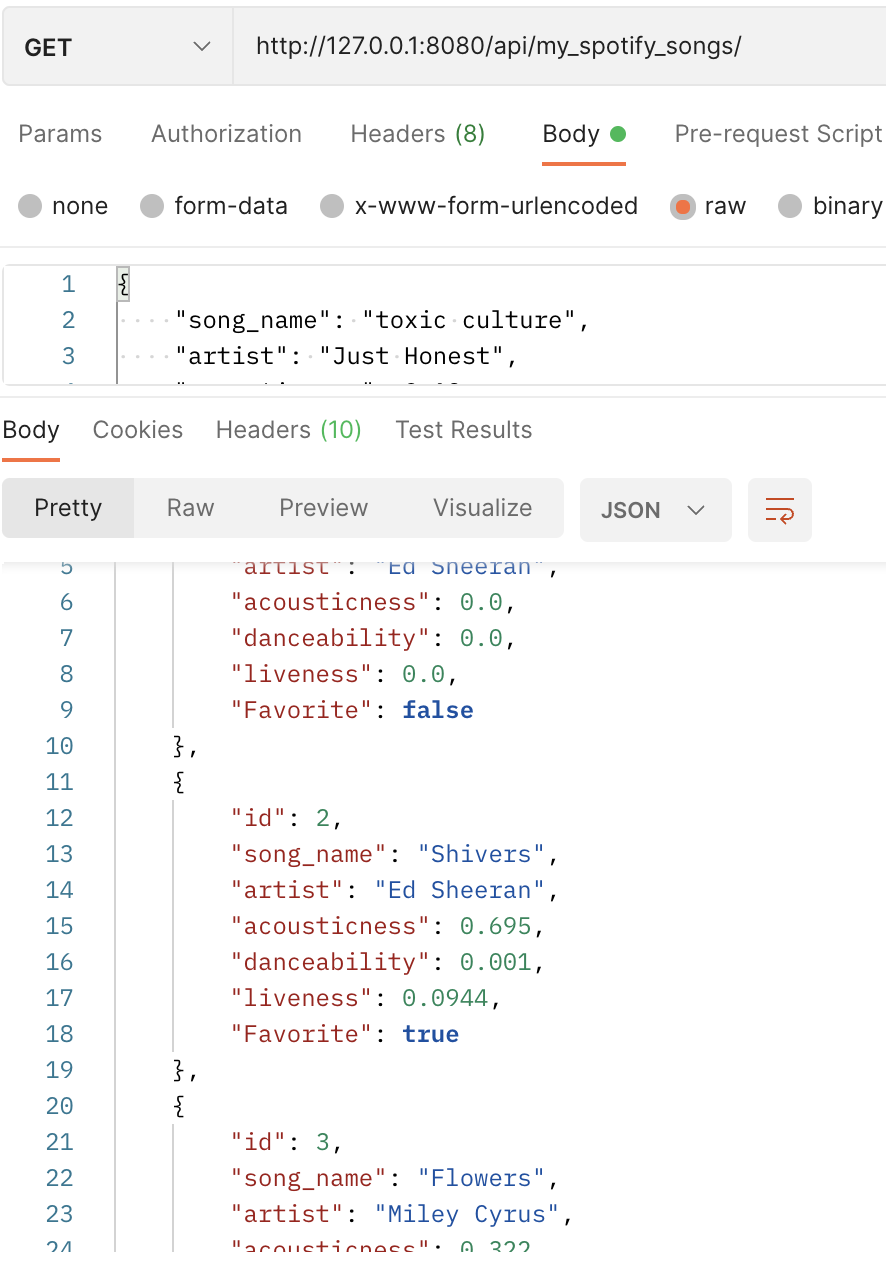 GET http://127.0.0.1:8080/api/my_spotify_songs/
Params Authorization Headers (8) Body Pre-request Script
none form-data x-www-form-urlencoded raw binary
1 {
2 "song_name": "toxic culture",
3 "artist": "Just Honest",
Body Cookies Headers (10) Test Results
Pretty Raw Preview Visualize JSON
5 "artist": "Ed Sheeran",
6 "acousticness": 0.0,
7 "danceability": 0.0,
8 "liveness": 0.0,
9 "Favorite": false
10 },
11 {
12 "id": 2,
13 "song_name": "Shivers",
14 "artist": "Ed Sheeran",
15 "acousticness": 0.695,
16 "danceability": 0.001,
17 "liveness": 0.0944,
18 "Favorite": true
19 },
20 {
21 "id": 3,
22 "song_name": "Flowers",
23 "artist": "Miley Cyrus",
24 "acousticness": 0.322